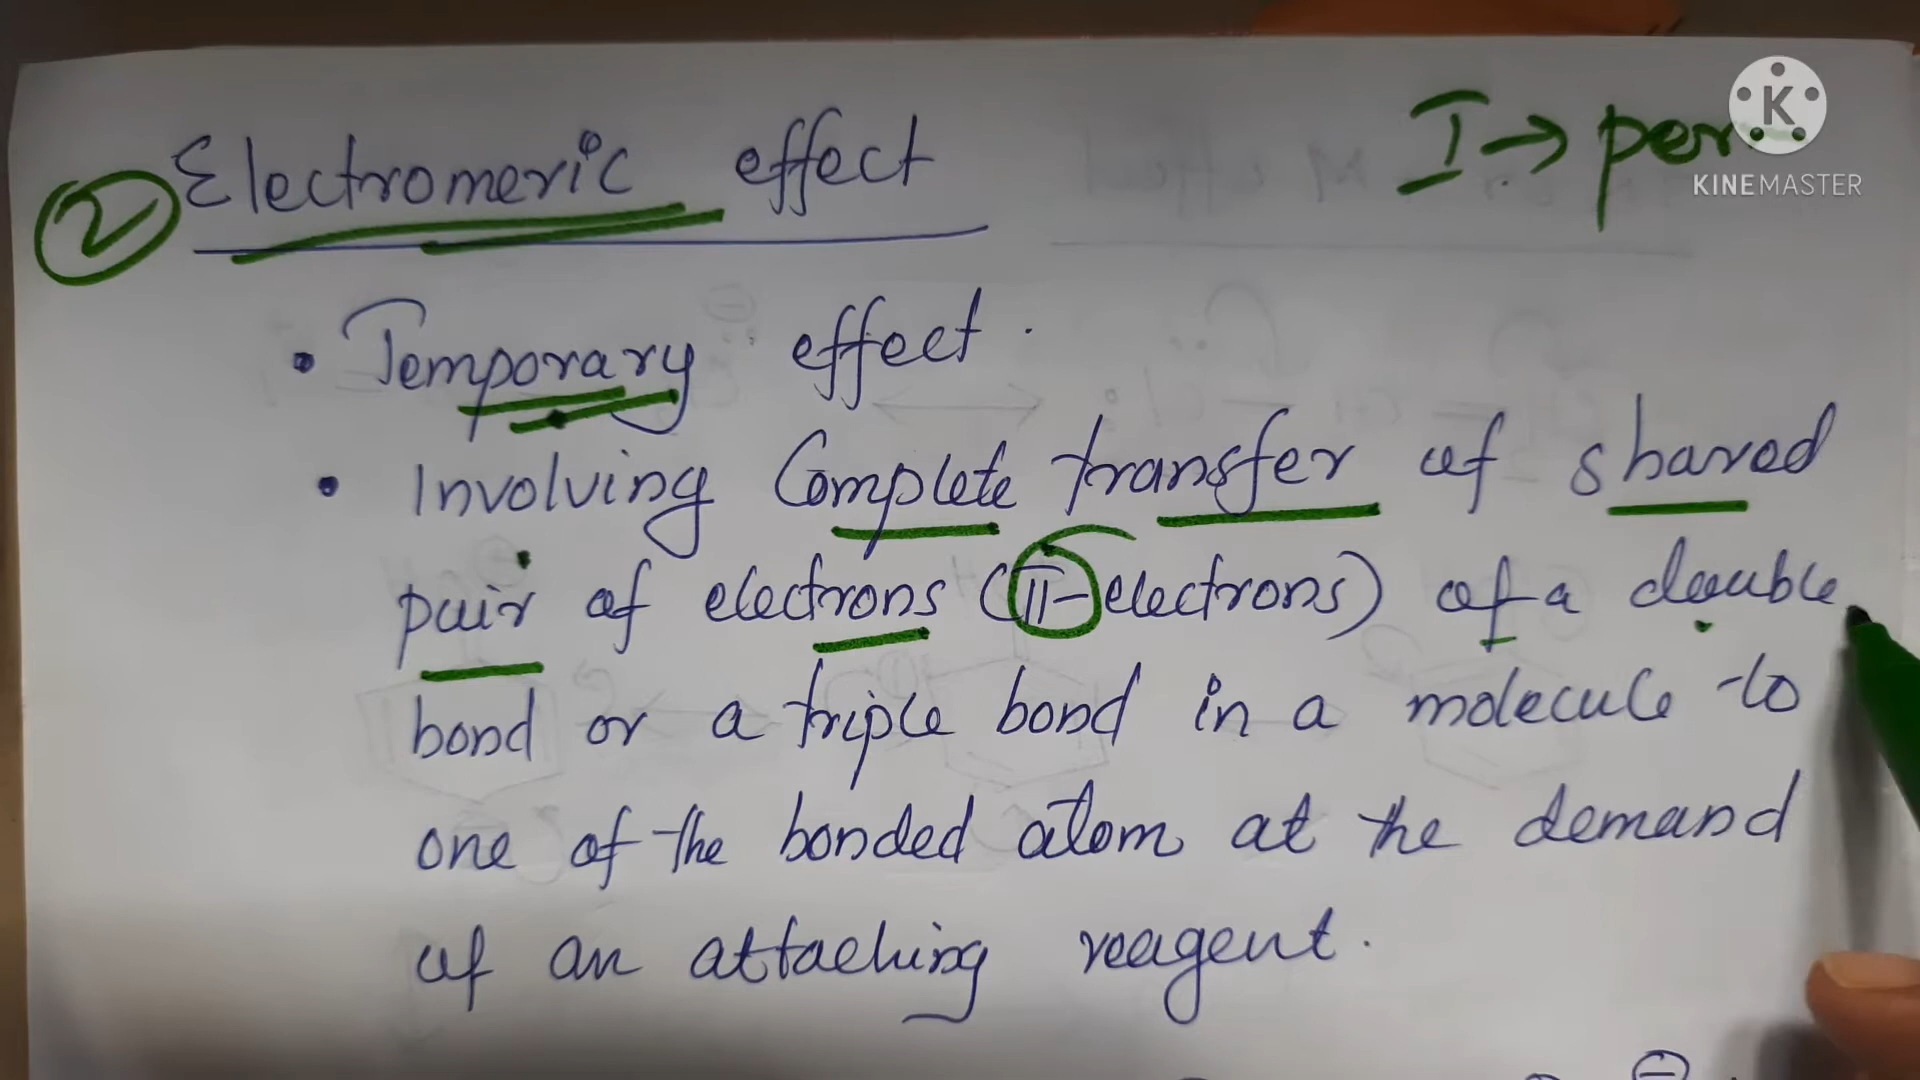 ② Electromeric effect
I → per
KINEMASTER
• Temporary effect.
• Involving Complete transfer of shared
pair of electrons (π-electrons) of a double
bond or a triple bond in a molecule to
one of the bonded atom at the demand
of an attaching reagent.